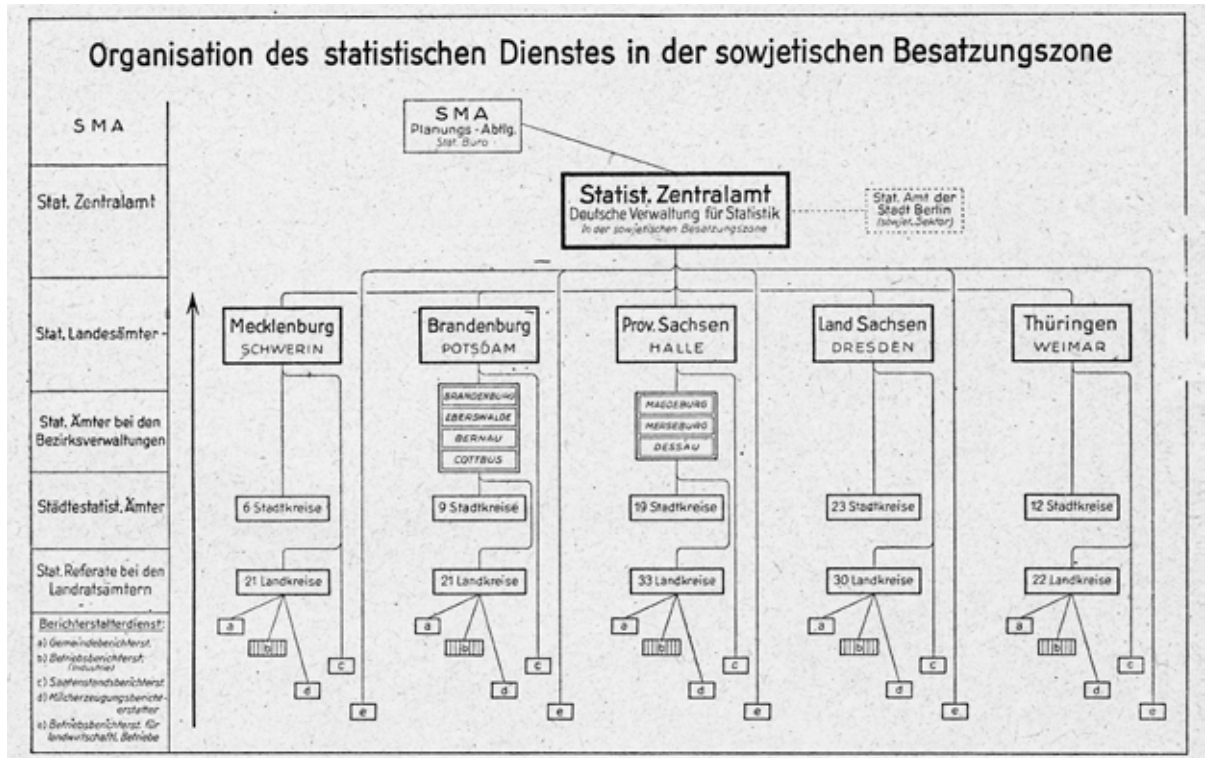 Organisation des statistischen Dienstes in der sowjetischen Besatzungszone
SMA
SMA
Planungs-Abtlg.
Stat. Büro
Stat. Zentralamt
Statist. Zentralamt
Deutsche Verwaltung für Statistik
In der sowjetischen Besatzungszone
Stat. Amt der
Stadt Berlin
(sowjet. Sektor)
Stat. Landesämter-
Mecklenburg
SCHWERIN
Brandenburg
POTSDAM
Prov. Sachsen
HALLE
Land Sachsen
DRESDEN
Thüringen
WEIMAR
Stat. Ämter bei den
Bezirksverwaltungen
BRANDENBURG
EBERSWALDE
BERNAU
COTTBUS
MAGDEBURG
MERSEBURG
DESSAU
Städtestatist. Ämter
6 Stadtkreise
9 Stadtkreise
19 Stadtkreise
23 Stadtkreise
12 Stadtkreise
Stat. Referate bei den
Landratsämtern
21 Landkreise
21 Landkreise
33 Landkreise
30 Landkreise
22 Landkreise
Berichterstatterdienst:
a) Gemeindeberichterst.
b) Betriebsberichterst.
(Industrie)
c) Saatenstandsberichterst.
d) Milcherzeugungsbericht-
erstatter
e) Betriebsberichterst. für
landwirtschaftl. Betriebe
a
b
d
c
e
a
b
d
c
e
a
b
d
c
e
a
b
d
c
e
a
b
d
c
e